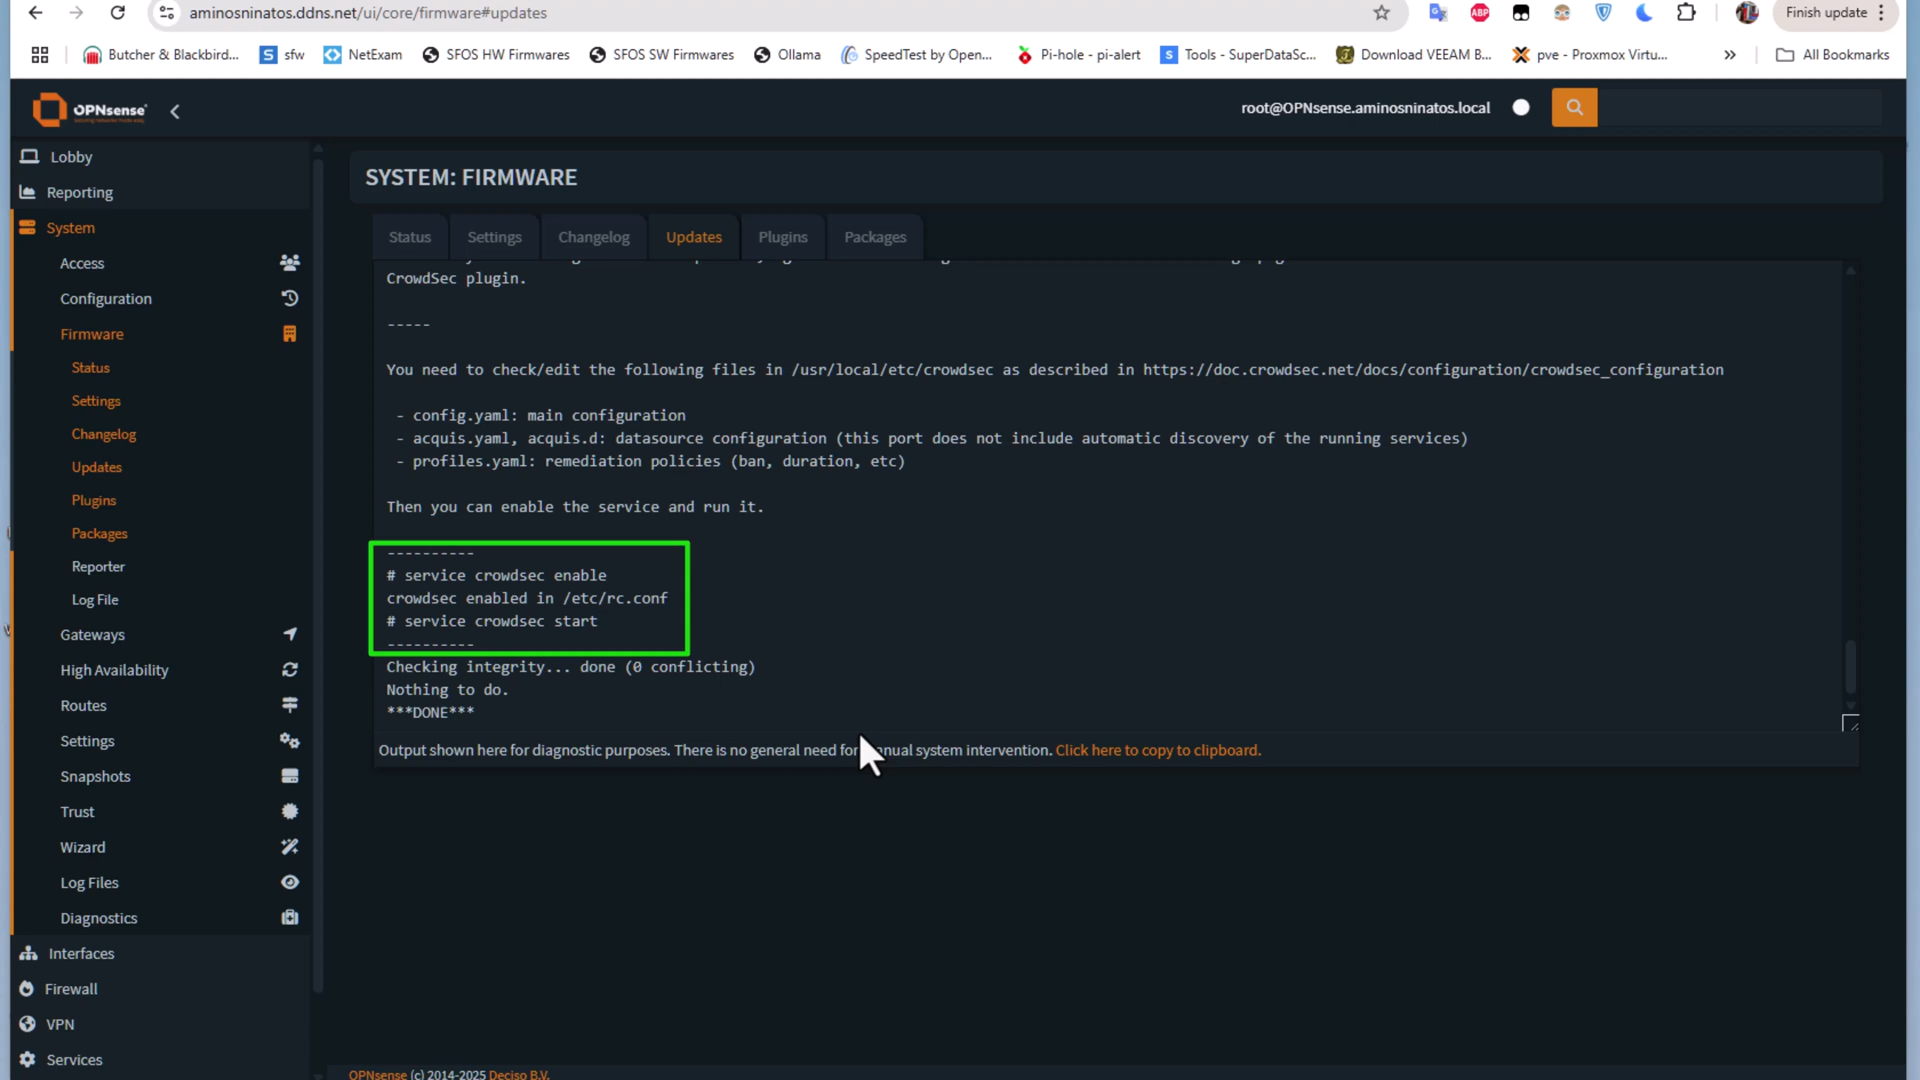 aminosninatos.ddns.net/ui/core/firmware#updates
Finish update
Butcher & Blackbird...
sfw
NetExam
SFOS HW Firmwares
SFOS SW Firmwares
Ollama
SpeedTest by Open...
Pi-hole - pi-alert
Tools - SuperDataSc...
Download VEEAM B...
pve - Proxmox Virtu...
»
All Bookmarks
OPNsense
root@OPNsense.aminosninatos.local
Lobby
Reporting
System
Access
Configuration
Firmware
Status
Settings
Changelog
Updates
Plugins
Packages
Reporter
Log File
Gateways
High Availability
Routes
Settings
Snapshots
Trust
Wizard
Log Files
Diagnostics
Interfaces
Firewall
VPN
Services
SYSTEM: FIRMWARE
Status
Settings
Changelog
Updates
Plugins
Packages
CrowdSec plugin.
-----
You need to check/edit the following files in /usr/local/etc/crowdsec as described in https://doc.crowdsec.net/docs/configuration/crowdsec_configuration
- config.yaml: main configuration
- acquis.yaml, acquis.d: datasource configuration (this port does not include automatic discovery of the running services)
- profiles.yaml: remediation policies (ban, duration, etc)
Then you can enable the service and run it.
----------
# service crowdsec enable
crowdsec enabled in /etc/rc.conf
# service crowdsec start
----------
Checking integrity... done (0 conflicting)
Nothing to do.
***DONE***
Output shown here for diagnostic purposes. There is no general need for anual system intervention. Click here to copy to clipboard.
OPNsense (c) 2014-2025 Deciso B.V.